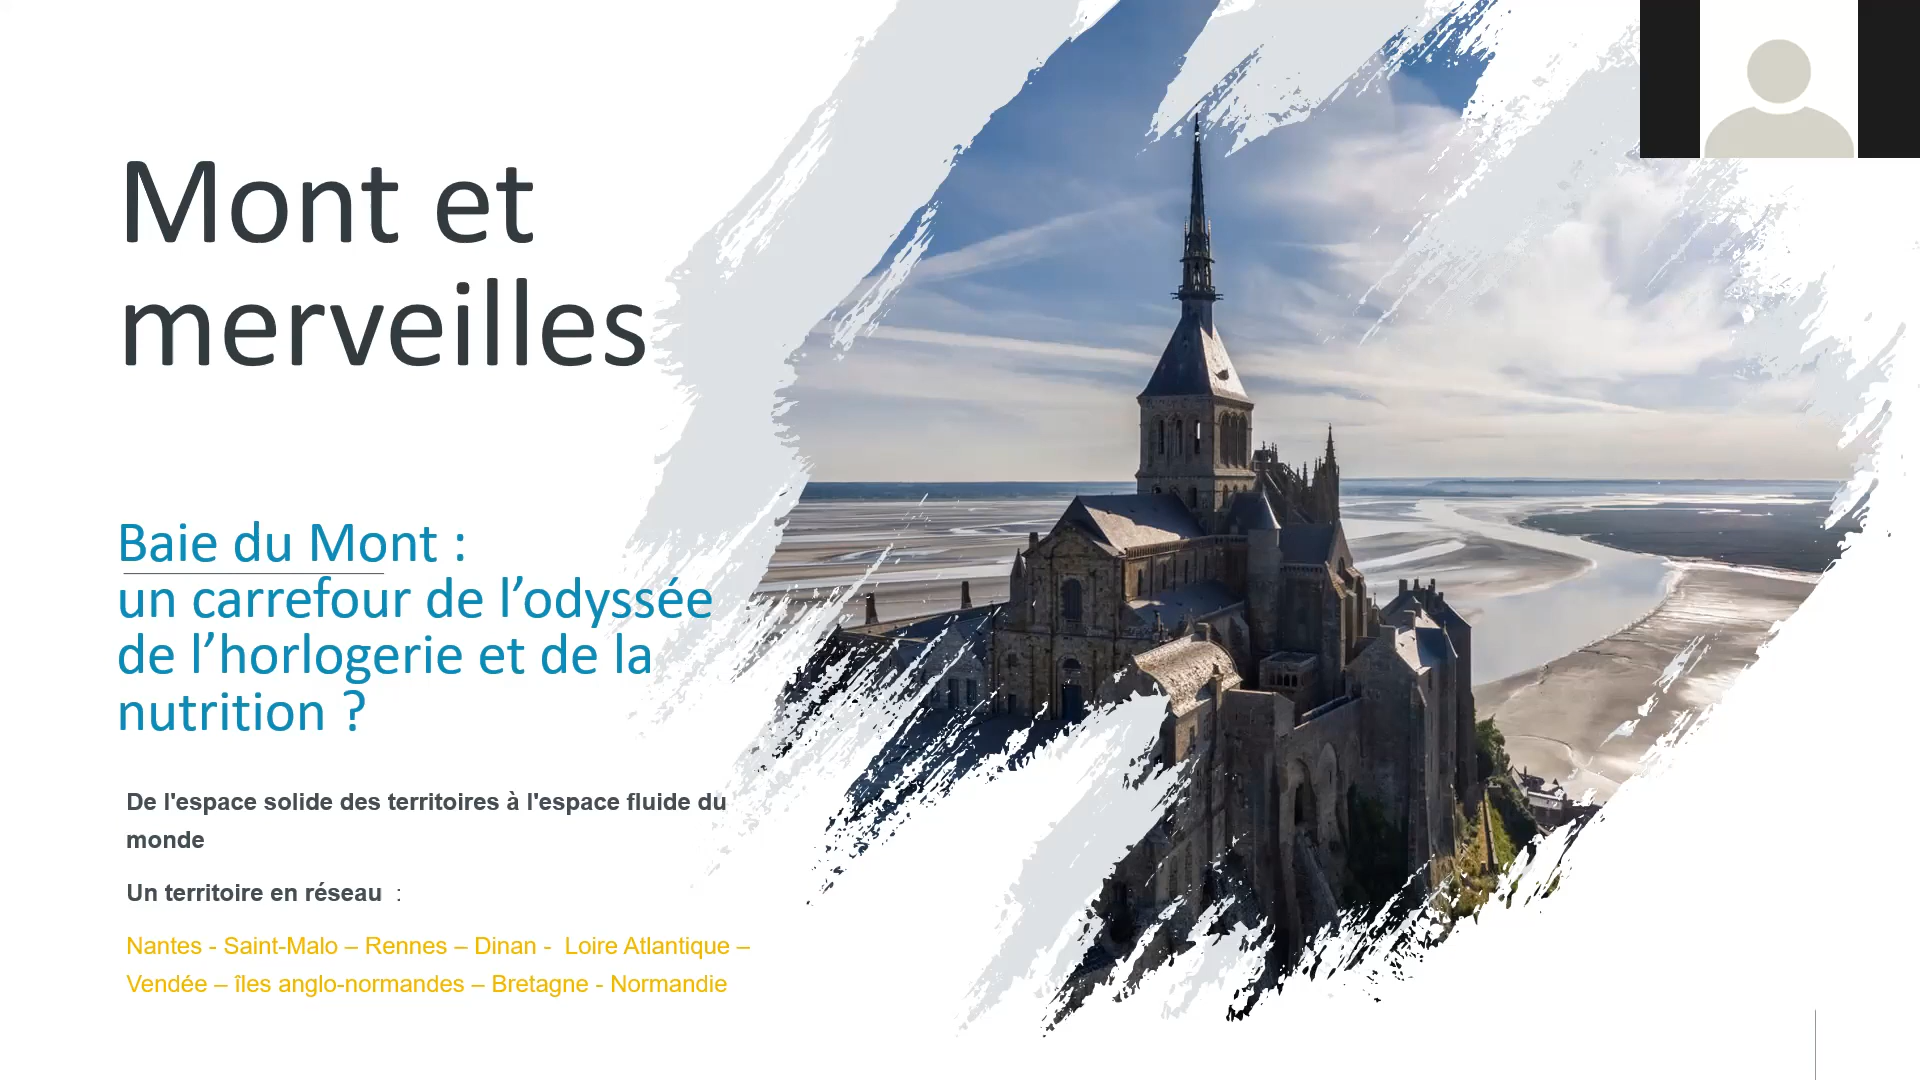 Mont et
merveilles
Baie du Mont :
un carrefour de l’odyssée
de l’horlogerie et de la
nutrition ?
De l'espace solide des territoires à l'espace fluide du
monde
Un territoire en réseau  :
Nantes - Saint-Malo – Rennes – Dinan -  Loire Atlantique –
Vendée – îles anglo-normandes – Bretagne - Normandie